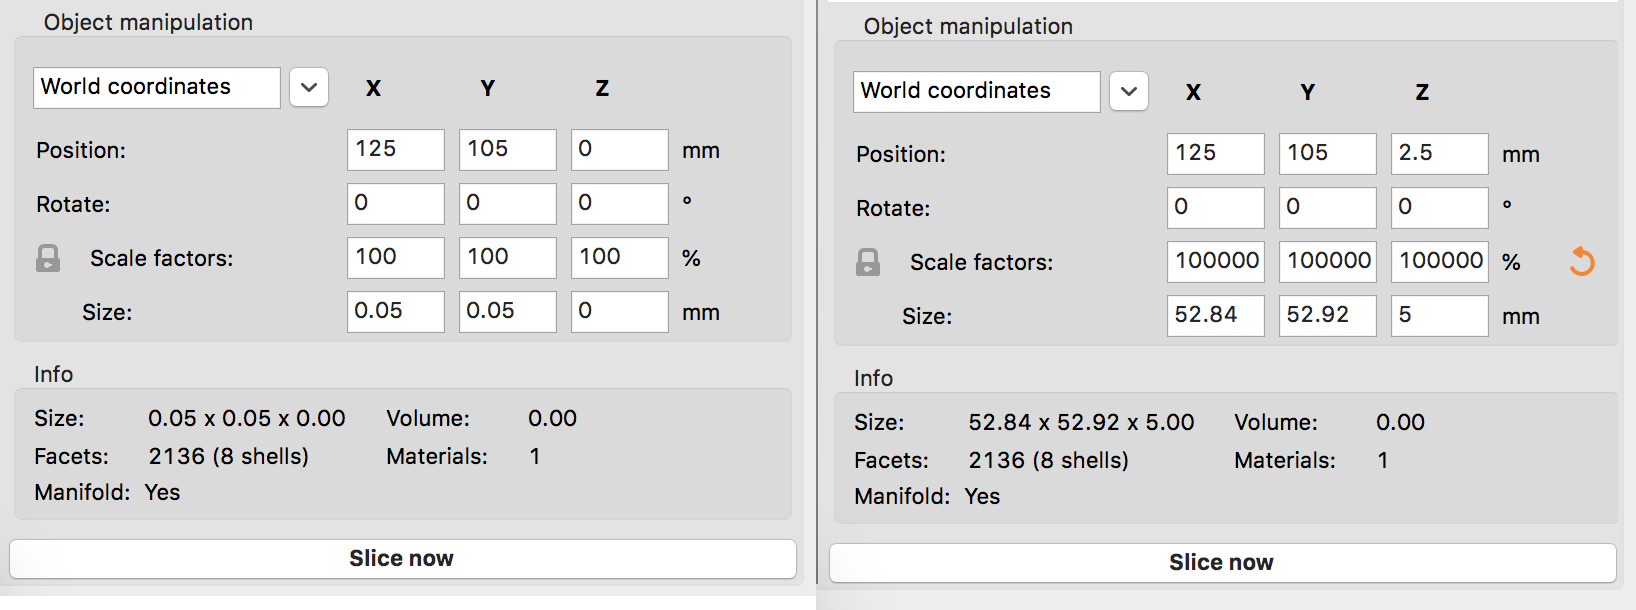 Object manipulation
World coordinates X Y Z
Position: 125 105 0 mm
Rotate: 0 0 0 °
Scale factors: 100 100 100 %
Size: 0.05 0.05 0 mm
Info
Size: 0.05 x 0.05 x 0.00 Volume: 0.00
Facets: 2136 (8 shells) Materials: 1
Manifold: Yes
Slice now
Object manipulation
World coordinates X Y Z
Position: 125 105 2.5 mm
Rotate: 0 0 0 °
Scale factors: 100000 100000 100000 %
Size: 52.84 52.92 5 mm
Info
Size: 52.84 x 52.92 x 5.00 Volume: 0.00
Facets: 2136 (8 shells) Materials: 1
Manifold: Yes
Slice now